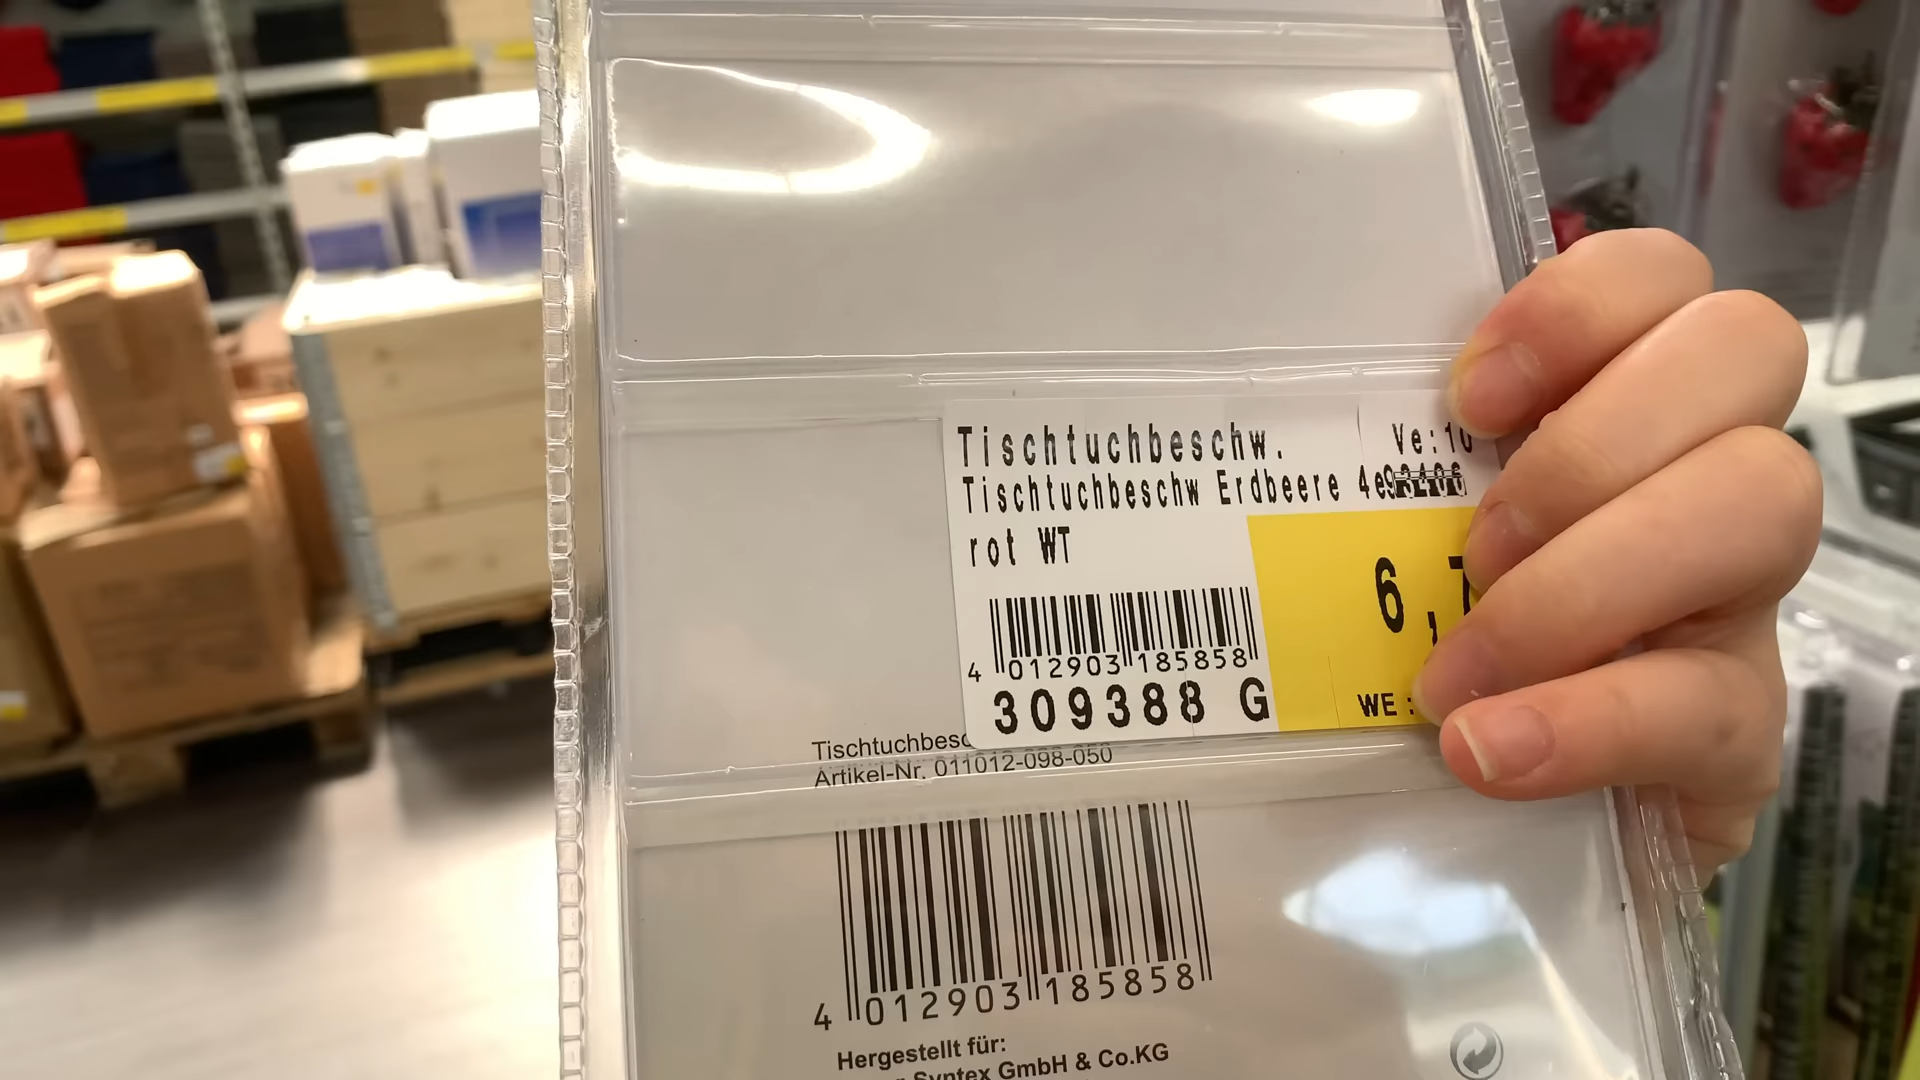 Tischtuchbeschw. Ve:10
Tischtuchbeschw Erdbeere 4e
rot WT
6,7
4 012903 185858
309388 G
WE:
Artikel-Nr. 011012-098-050
4 012903 185858
Hergestellt für:
Syntex GmbH & Co.KG